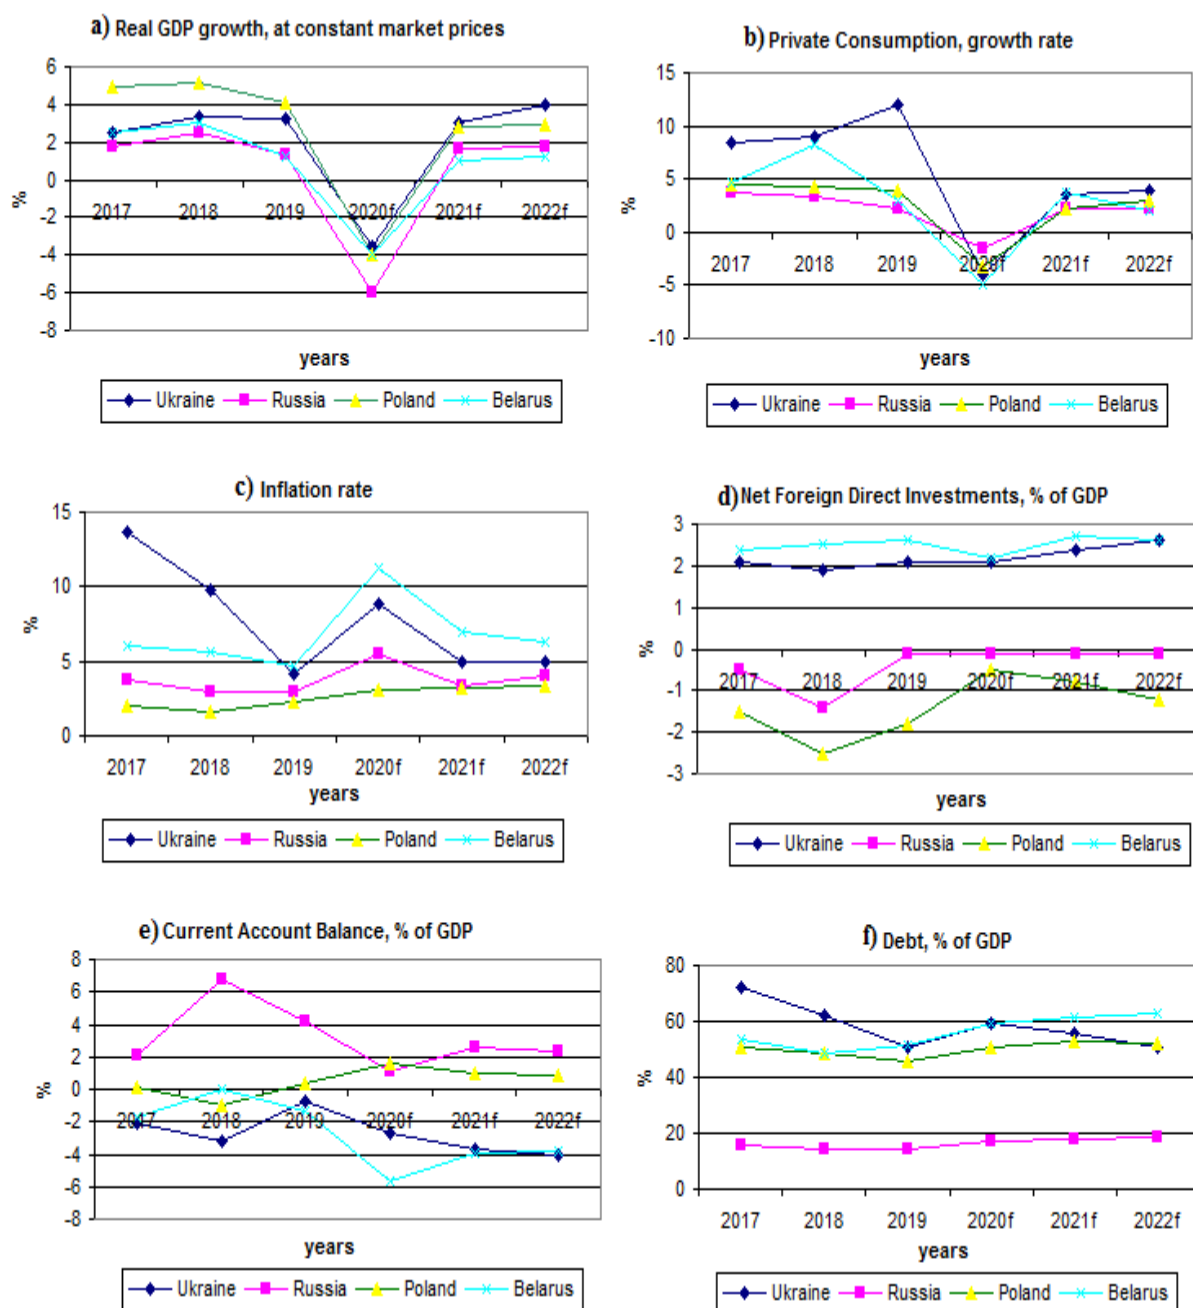 a) Real GDP growth, at constant market prices
6
4
2
0
-2
-4
-6
-8
%
2017 2018 2019 2020f 2021f 2022f
years
Ukraine Russia Poland Belarus
b) Private Consumption, growth rate
15
10
5
0
-5
-10
%
2017 2018 2019 2020f 2021f 2022f
years
Ukraine Russia Poland Belarus
c) Inflation rate
15
10
5
0
%
2017 2018 2019 2020f 2021f 2022f
years
Ukraine Russia Poland Belarus
d) Net Foreign Direct Investments, % of GDP
3
2
1
0
-1
-2
-3
%
2017 2018 2019 2020f 2021f 2022f
years
Ukraine Russia Poland Belarus
e) Current Account Balance, % of GDP
8
6
4
2
0
-2
-4
-6
-8
%
2017 2018 2019 2020f 2021f 2022f
years
Ukraine Russia Poland Belarus
f) Debt, % of GDP
80
60
40
20
0
%
2017 2018 2019 2020f 2021f 2022f
years
Ukraine Russia Poland Belarus